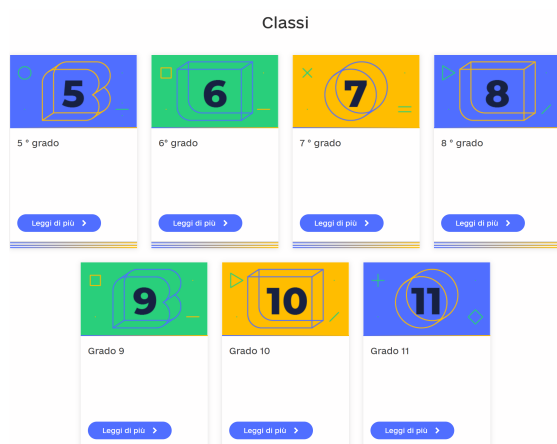 Classi
5
6
7
8
5 ° grado
6° grado
7 ° grado
8 ° grado
Leggi di più
Leggi di più
Leggi di più
Leggi di più
9
10
11
Grado 9
Grado 10
Grado 11
Leggi di più
Leggi di più
Leggi di più